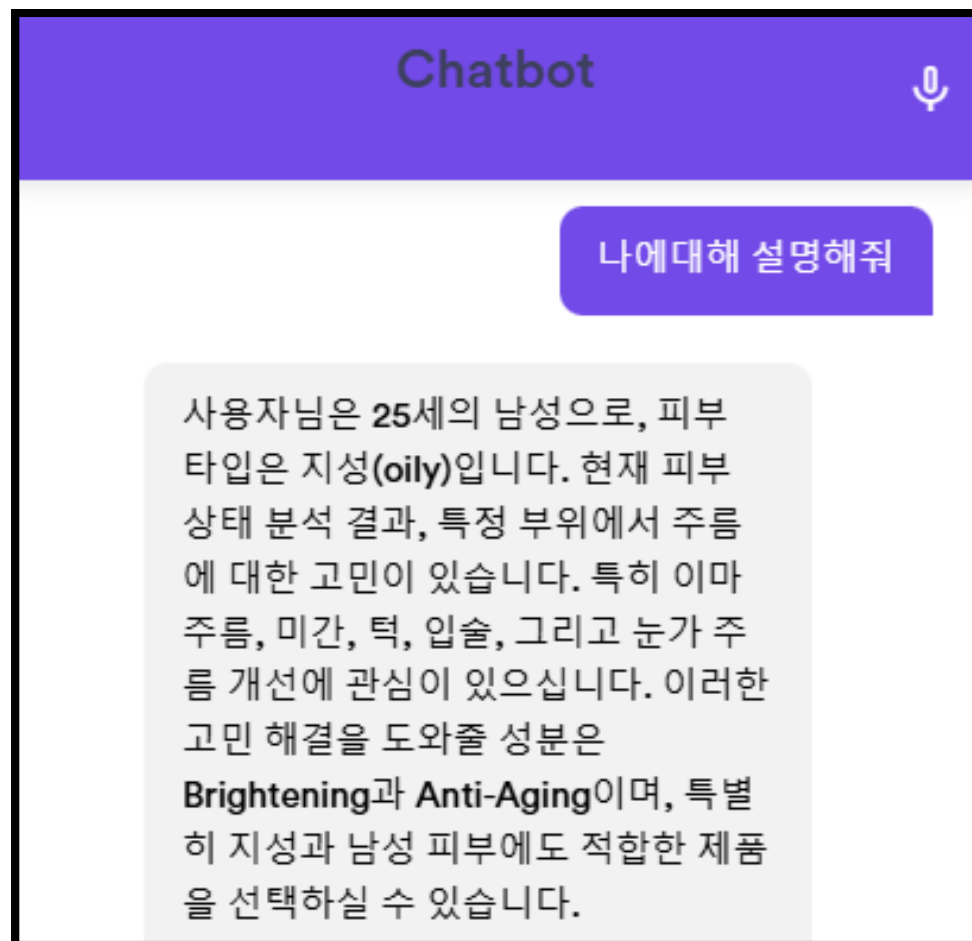 Chatbot
나에대해 설명해줘
사용자님은 25세의 남성으로, 피부
타입은 지성(oily)입니다. 현재 피부
상태 분석 결과, 특정 부위에서 주름
에 대한 고민이 있습니다. 특히 이마
주름, 미간, 턱, 입술, 그리고 눈가 주
름 개선에 관심이 있으십니다. 이러한
고민 해결을 도와줄 성분은
Brightening과 Anti-Aging이며, 특별
히 지성과 남성 피부에도 적합한 제품
을 선택하실 수 있습니다.